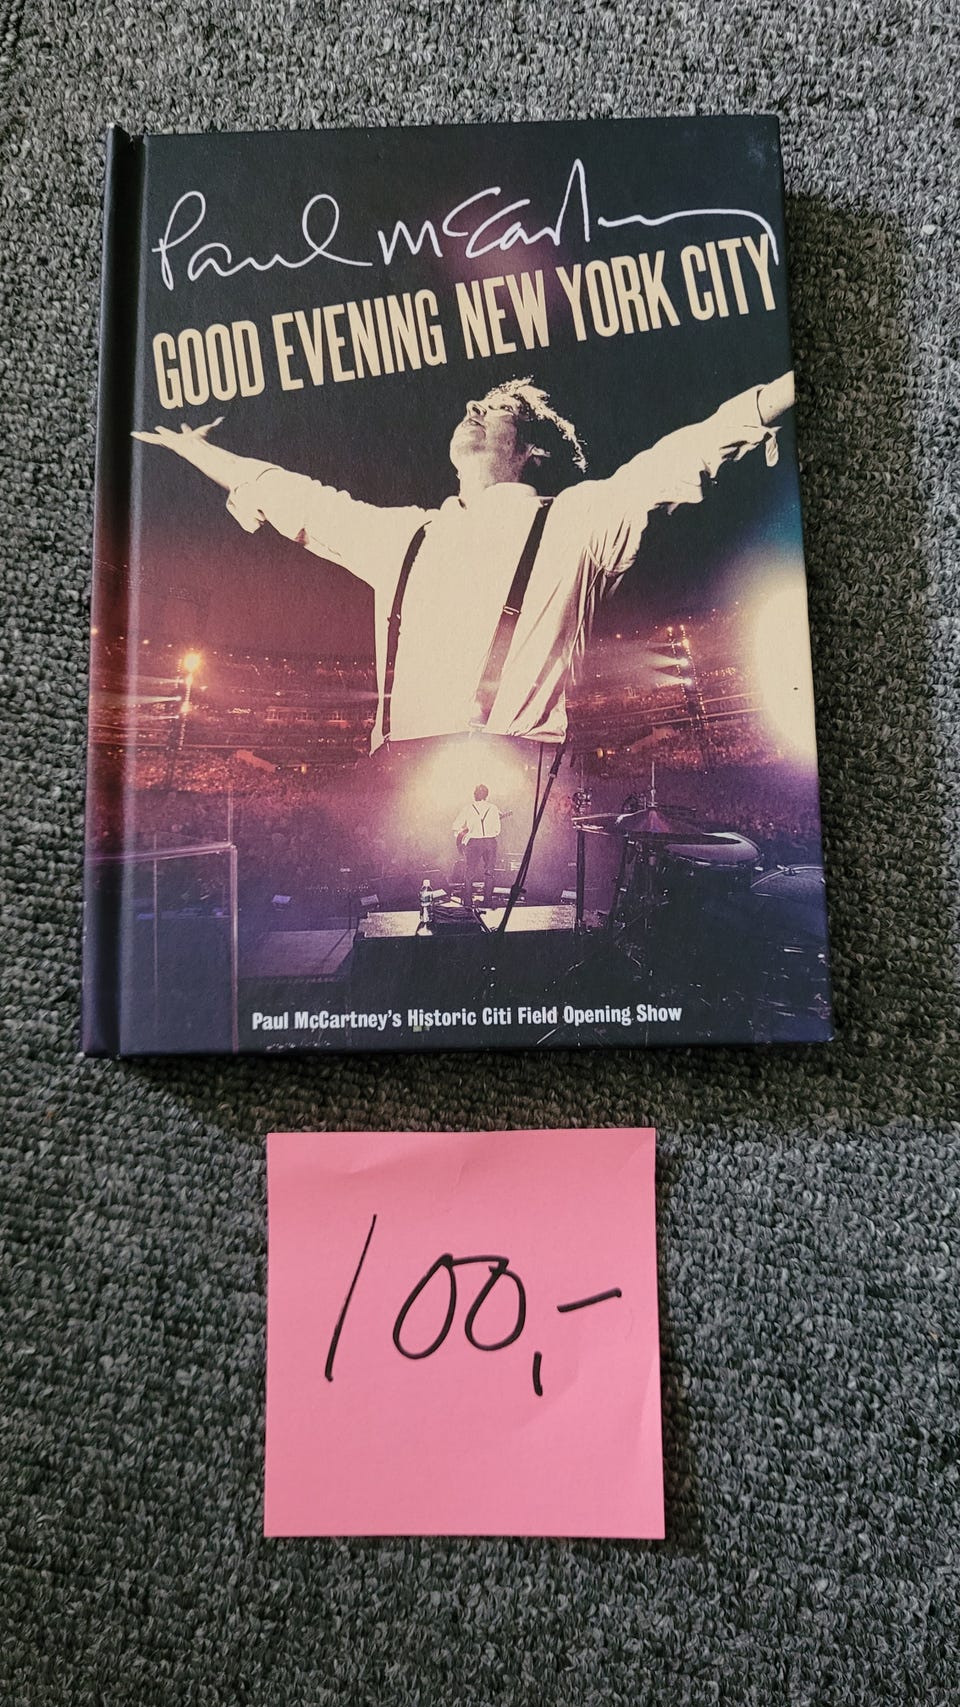 Paul McCartney
GOOD EVENING NEW YORK CITY
Paul McCartney's Historic Citi Field Opening Show
100,-